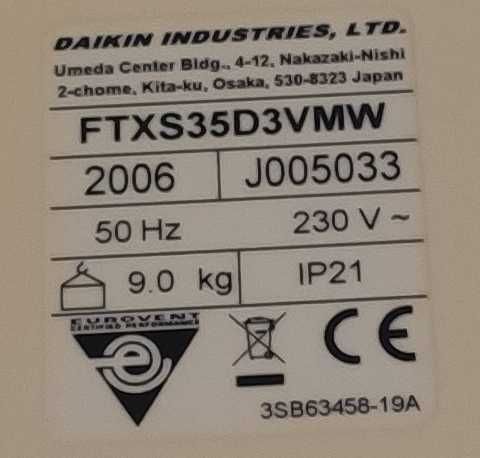 DAIKIN INDUSTRIES, LTD.
Umeda Center Bldg., 4-12, Nakazaki-Nishi
2-chome, Kita-ku, Osaka, 530-8323 Japan
FTXS35D3VMW
2006 J005033
50 Hz 230 V ~
9.0 kg IP21
EUROVENT
CERTIFIED PERFORMANCE
CE
3SB63458-19A